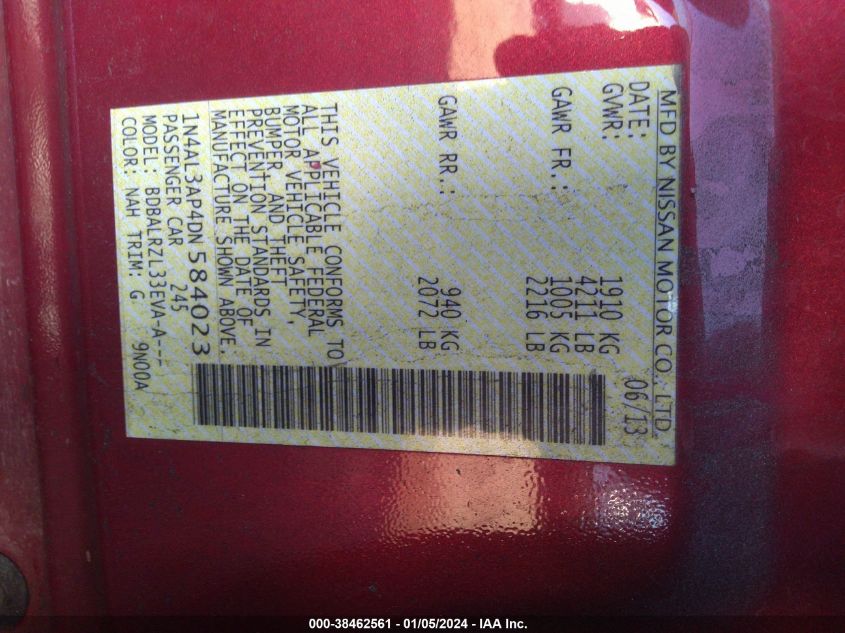 MFD BY NISSAN MOTOR CO., LTD.
DATE: 06/13
GVWR: 1910 KG
4211 LB
GAWR FR.: 1005 KG
2216 LB
GAWR RR.: 940 KG
2072 LB
THIS VEHICLE CONFORMS TO
ALL APPLICABLE FEDERAL
MOTOR VEHICLE SAFETY,
BUMPER, AND THEFT
PREVENTION STANDARDS IN
EFFECT ON THE DATE OF
MANUFACTURE SHOWN ABOVE.
1N4AL3AP4DN584023
PASSENGER CAR 245
MODEL: BDBALRZL33EVA-A---
COLOR: NAH TRIM: G 9N00A
000-38462561 - 01/05/2024 - IAA Inc.